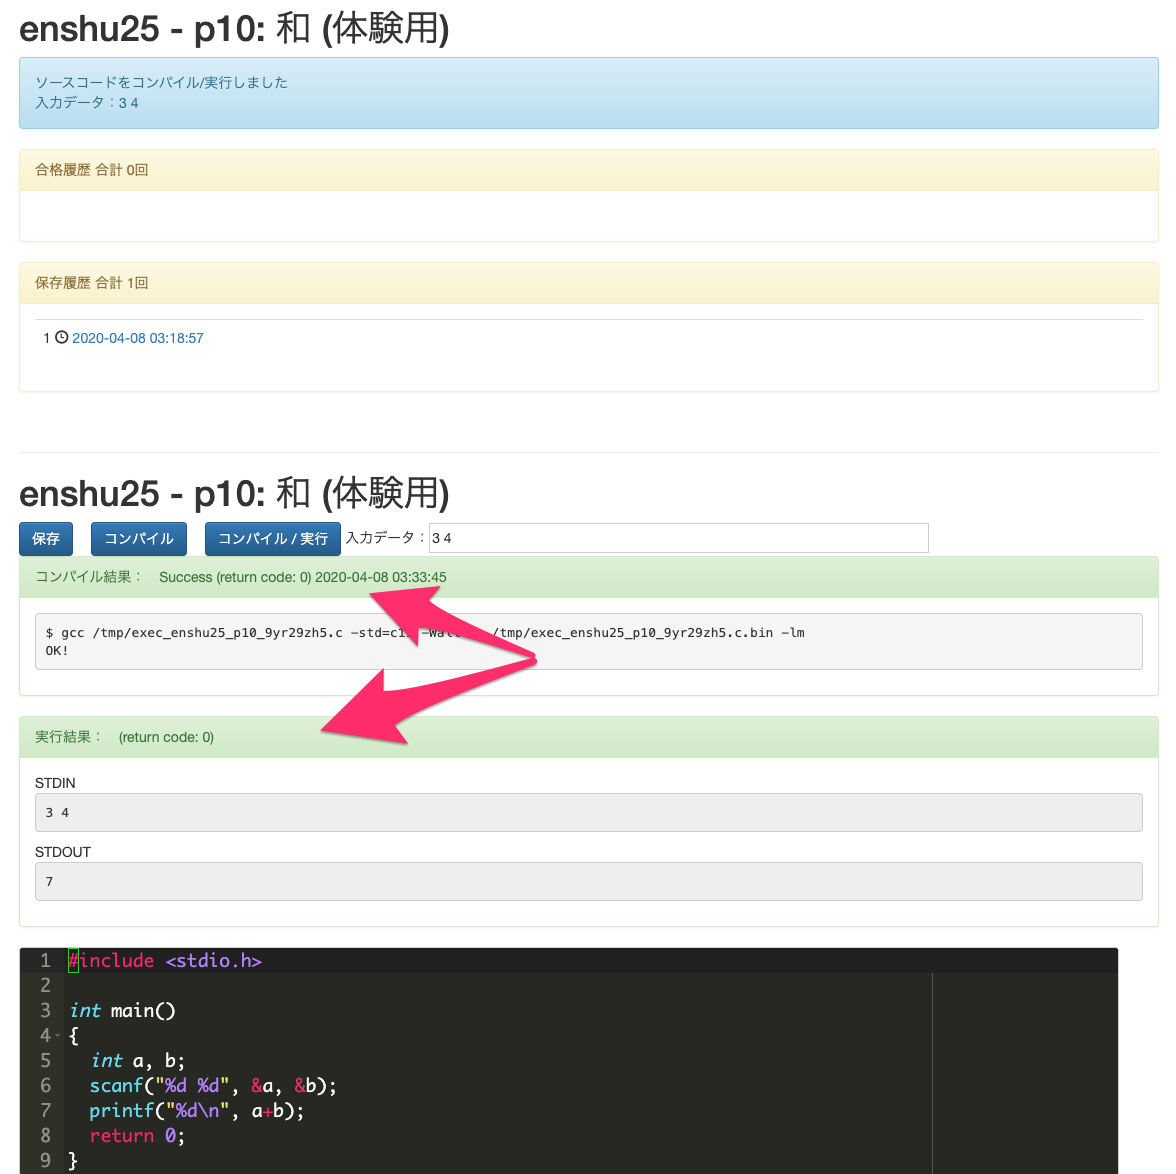 enshu25 - p10: 和 (体験用)
ソースコードをコンパイル/実行しました
入力データ：3 4
合格履歴 合計 0回
保存履歴 合計 1回
1 2020-04-08 03:18:57
enshu25 - p10: 和 (体験用)
保存 コンパイル コンパイル / 実行 入力データ：3 4
コンパイル結果： Success (return code: 0) 2020-04-08 03:33:45
$ gcc /tmp/exec_enshu25_p10_9yr29zh5.c /tmp/exec_enshu25_p10_9yr29zh5.c.bin -lm
OK!
実行結果： (return code: 0)
STDIN
3 4
STDOUT
7
1 #include <stdio.h>
2
3 int main()
4 {
5 int a, b;
6 scanf("%d %d", &a, &b);
7 printf("%d\n", a+b);
8 return 0;
9 }